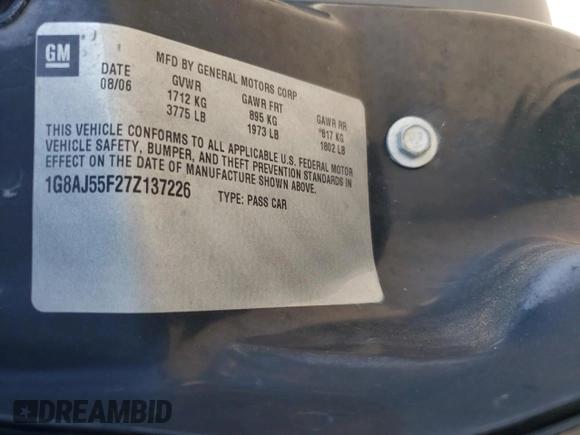 GM
MFD BY GENERAL MOTORS CORP
DATE GVWR GAWR FRT GAWR RR
08/06 1712 KG 895 KG *817 KG
3775 LB 1973 LB 1802 LB
THIS VEHICLE CONFORMS TO ALL APPLICABLE U.S. FEDERAL MOTOR
VEHICLE SAFETY, BUMPER, AND THEFT PREVENTION STANDARDS IN
EFFECT ON THE DATE OF MANUFACTURE SHOWN ABOVE.
1G8AJ55F27Z137226 TYPE: PASS CAR
DREAMBID